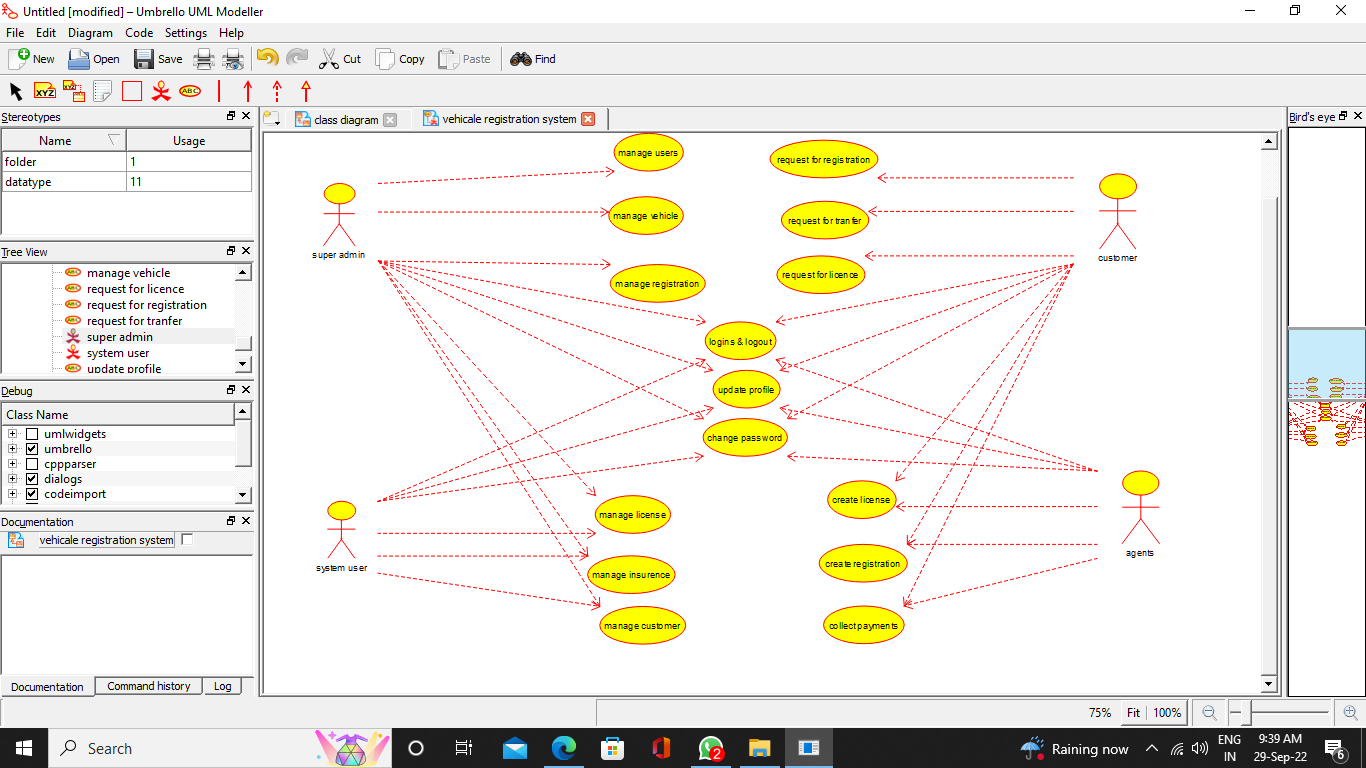 Untitled [modified] – Umbrello UML Modeller
File Edit Diagram Code Settings Help
New Open Save Cut Copy Paste Find
XYZ XYZ ABC
Stereotypes
Name Usage
folder 1
datatype 11
Tree View
manage vehicle
request for licence
request for registration
request for tranfer
super admin
system user
update profile
Debug
Class Name
umlwidgets
umbrello
cppparser
dialogs
codeimport
Documentation
vehicale registration system
Documentation Command history Log
class diagram vehicale registration system
manage users
request for registration
manage vehicle
request for tranfer
super admin
customer
manage registration
request for licence
logins & logout
update profile
change password
manage license
create license
system user
agents
manage insurence
create registration
manage customer
collect payments
Bird's eye
75% Fit 100%
Search
2
Raining now
ENG
IN
9:39 AM
29-Sep-22
6